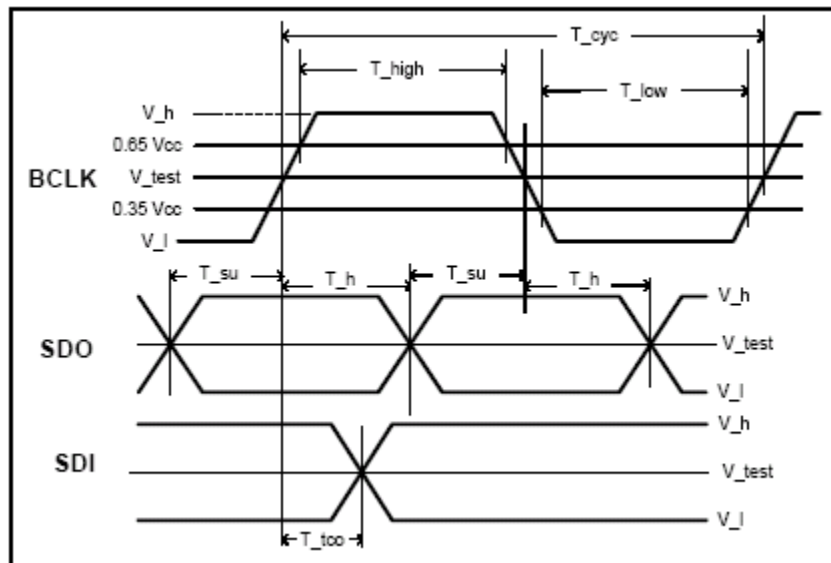 T_cyc
T_high
T_low
V_h
0.65 Vcc
BCLK
V_test
0.35 Vcc
V_l
T_su
T_h
T_su
T_h
V_h
SDO
V_test
V_l
V_h
SDI
V_test
V_l
T_tco